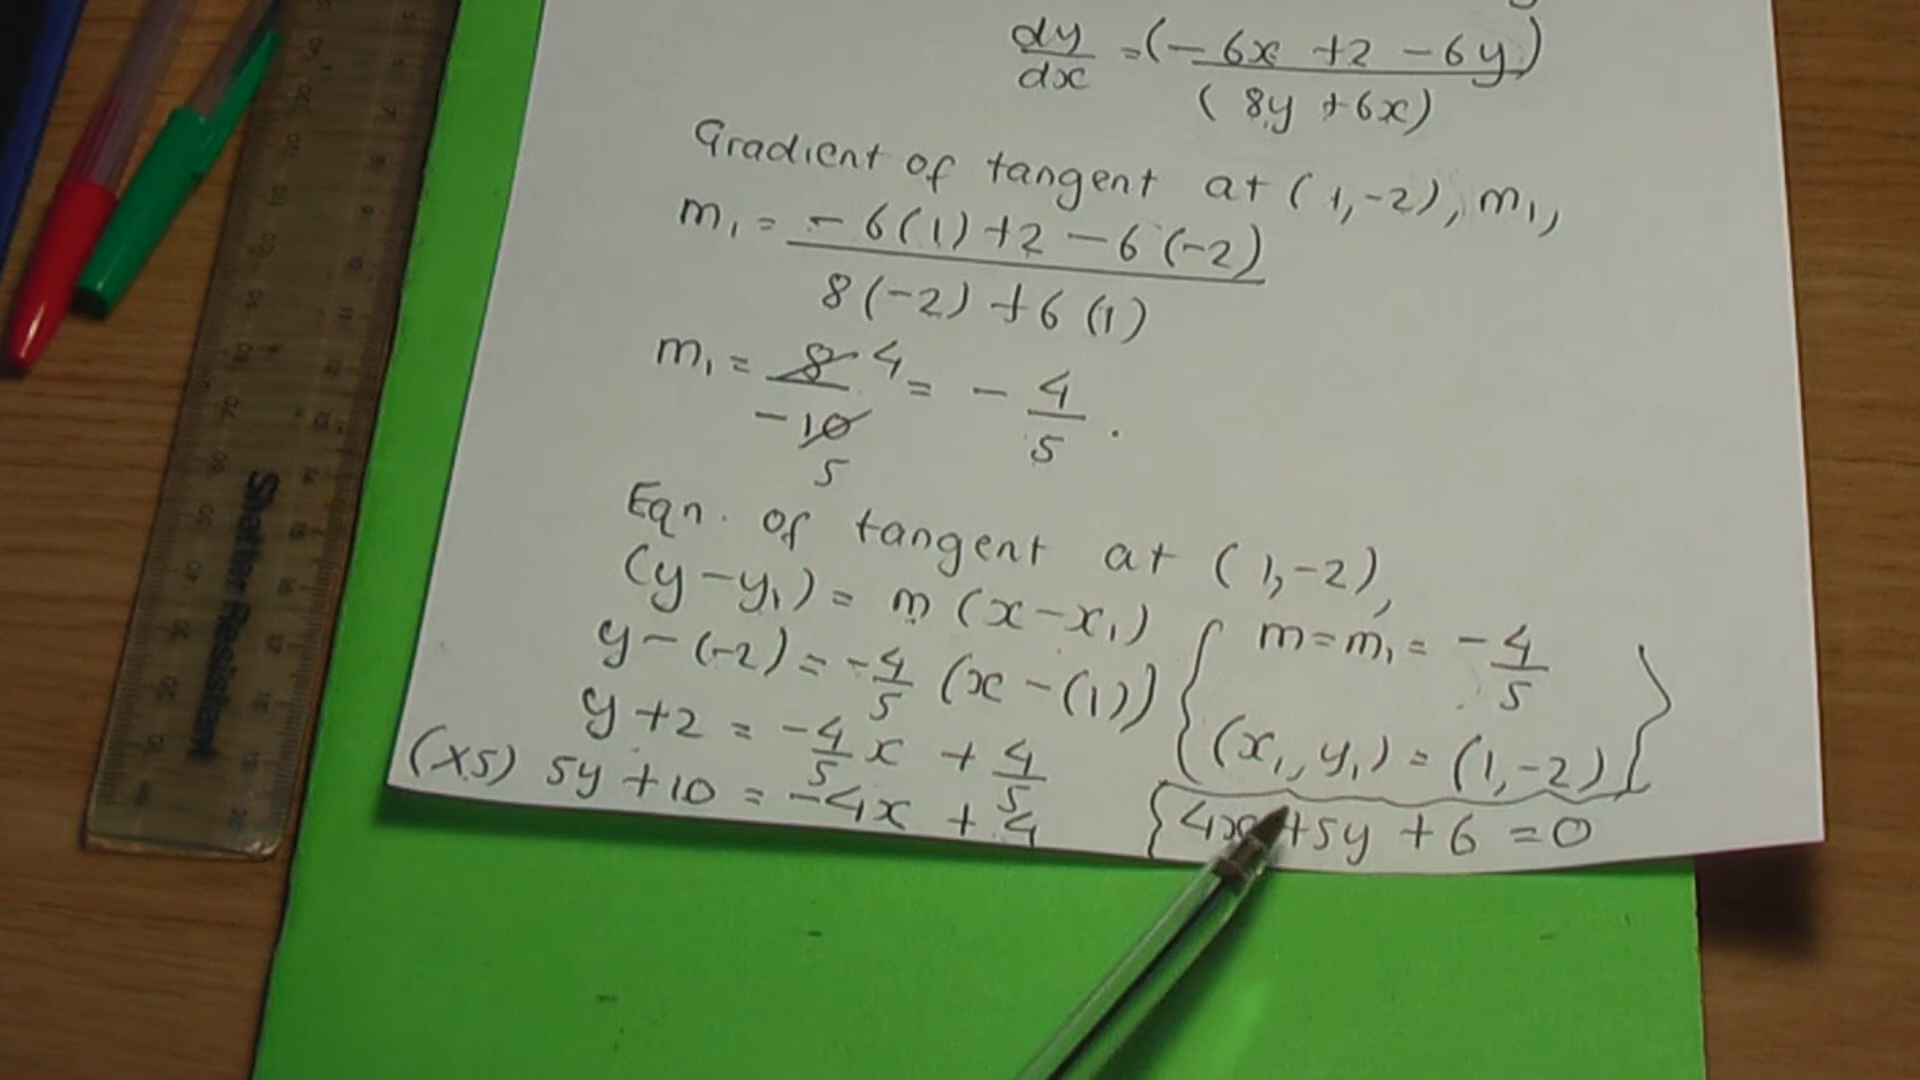 dy/dx = (-6x +2 -6y)/(8y +6x)
Gradient of tangent at (1,-2), m₁,
m₁ = -6(1)+2-6(-2)/8(-2)+6(1)
m₁ = 8/-10 4/5 = -4/5.
Eqn. of tangent at (1,-2),
(y-y₁) = m(x-x₁)
y-(-2) = -4/5 (x-(1))
y+2 = -4/5 x + 4/5
(x5) 5y+10 = -4x + 4
{ m=m₁ = -4/5
(x₁, y₁) = (1,-2) }
{ 4x+5y+6=0
Shatter Resistant